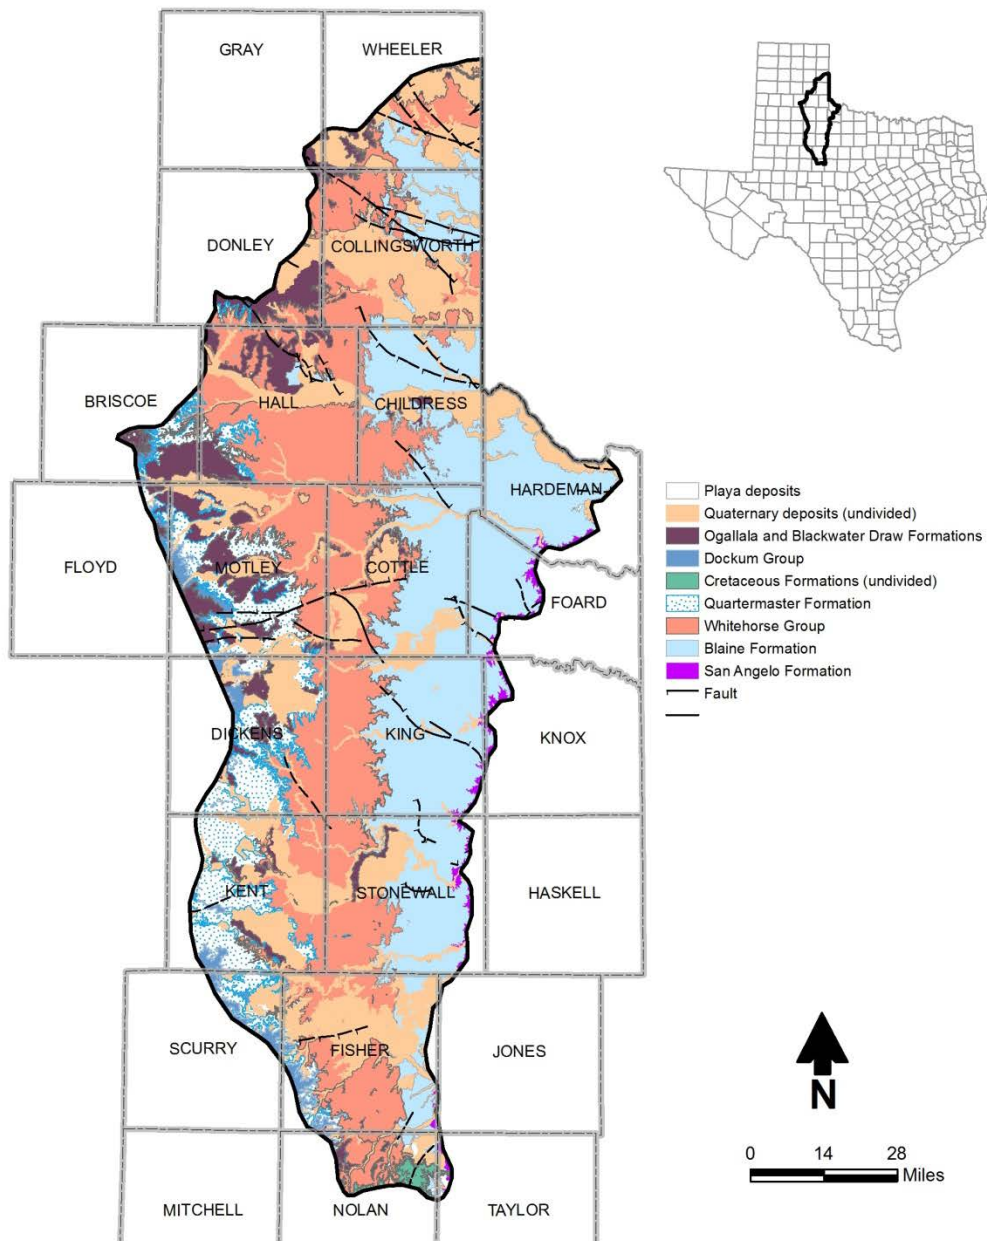 GRAY
WHEELER
DONLEY
COLLINGSWORTH
BRISCOE
HALL
CHILDRESS
HARDEMAN
FLOYD
MOTLEY
COTTLE
FOARD
DICKENS
KING
KNOX
KENT
STONEWALL
HASKELL
SCURRY
FISHER
JONES
MITCHELL
NOLAN
TAYLOR
Playa deposits
Quaternary deposits (undivided)
Ogallala and Blackwater Draw Formations
Dockum Group
Cretaceous Formations (undivided)
Quartermaster Formation
Whitehorse Group
Blaine Formation
San Angelo Formation
Fault
N
0 14 28
Miles